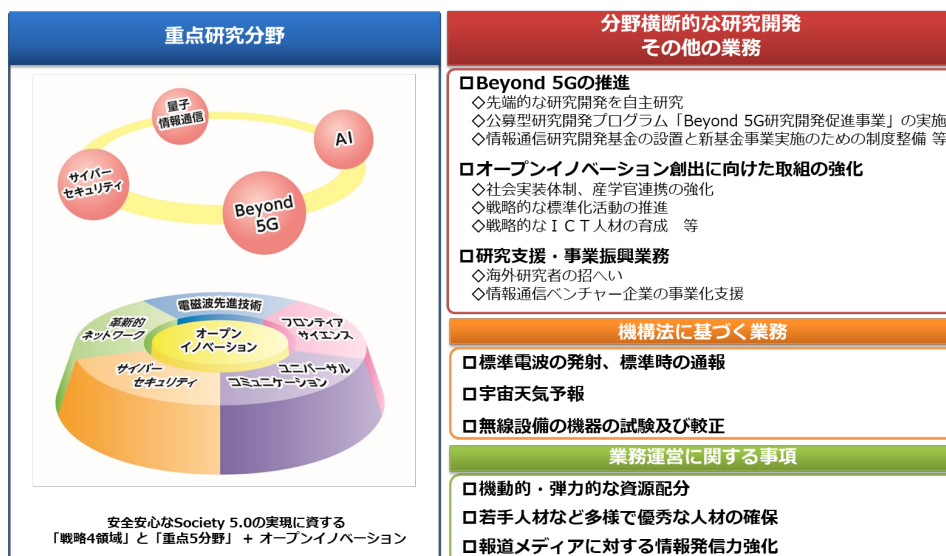 重点研究分野
量子
情報通信
AI
サイバー
セキュリティ
Beyond
5G
電磁波先進技術
革新的
ネットワーク
フロンティア
サイエンス
オープン
イノベーション
サイバー
セキュリティ
ユニバーサル
コミュニケーション
安全安心なSociety 5.0の実現に資する
「戦略4領域」と「重点5分野」 + オープンイノベーション
分野横断的な研究開発
その他の業務
□Beyond 5Gの推進
◇先端的な研究開発を自主研究
◇公募型研究開発プログラム「Beyond 5G研究開発促進事業」の実施
◇情報通信研究開発基金の設置と新基金事業実施のための制度整備 等
□オープンイノベーション創出に向けた取組の強化
◇社会実装体制、産学官連携の強化
◇戦略的な標準化活動の推進
◇戦略的なICT人材の育成 等
□研究支援・事業振興業務
◇海外研究者の招へい
◇情報通信ベンチャー企業の事業化支援
機構法に基づく業務
□標準電波の発射、標準時の通報
□宇宙天気予報
□無線設備の機器の試験及び較正
業務運営に関する事項
□機動的・弾力的な資源配分
□若手人材など多様で優秀な人材の確保
□報道メディアに対する情報発信力強化